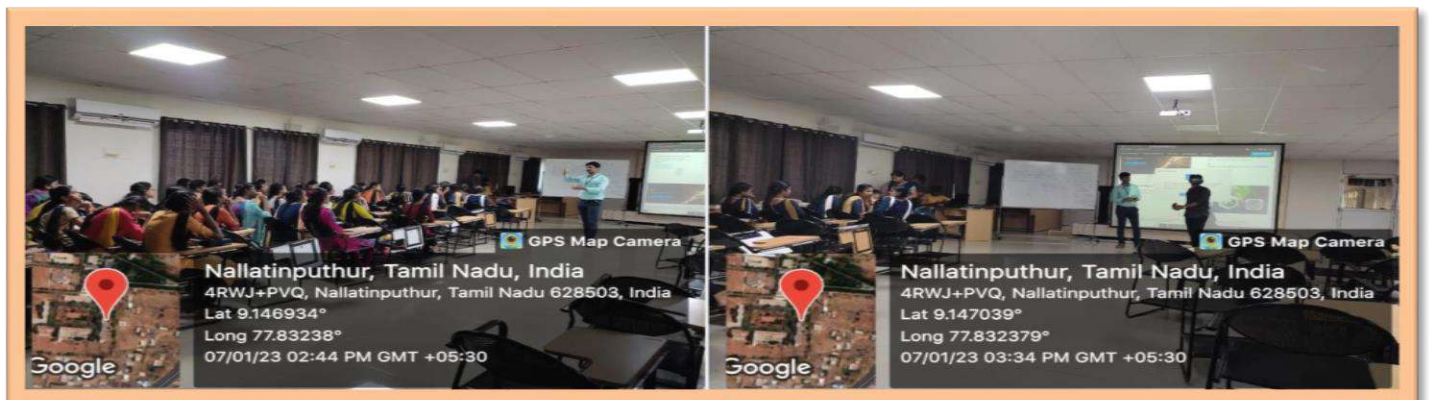 GPS Map Camera
Nallatinputhur, Tamil Nadu, India
4RWJ+PVQ, Nallatinputhur, Tamil Nadu 628503, India
Lat 9.146934°
Long 77.83238°
07/01/23 02:44 PM GMT +05:30
Google
GPS Map Camera
Nallatinputhur, Tamil Nadu, India
4RWJ+PVQ, Nallatinputhur, Tamil Nadu 628503, India
Lat 9.147039°
Long 77.832379°
07/01/23 03:34 PM GMT +05:30
Google